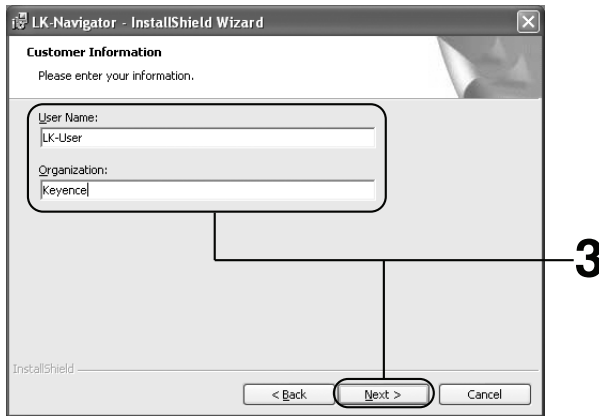 LK-Navigator - InstallShield Wizard
Customer Information
Please enter your information.
User Name:
LK-User
Organization:
Keyence
3
InstallShield
< Back Next > Cancel